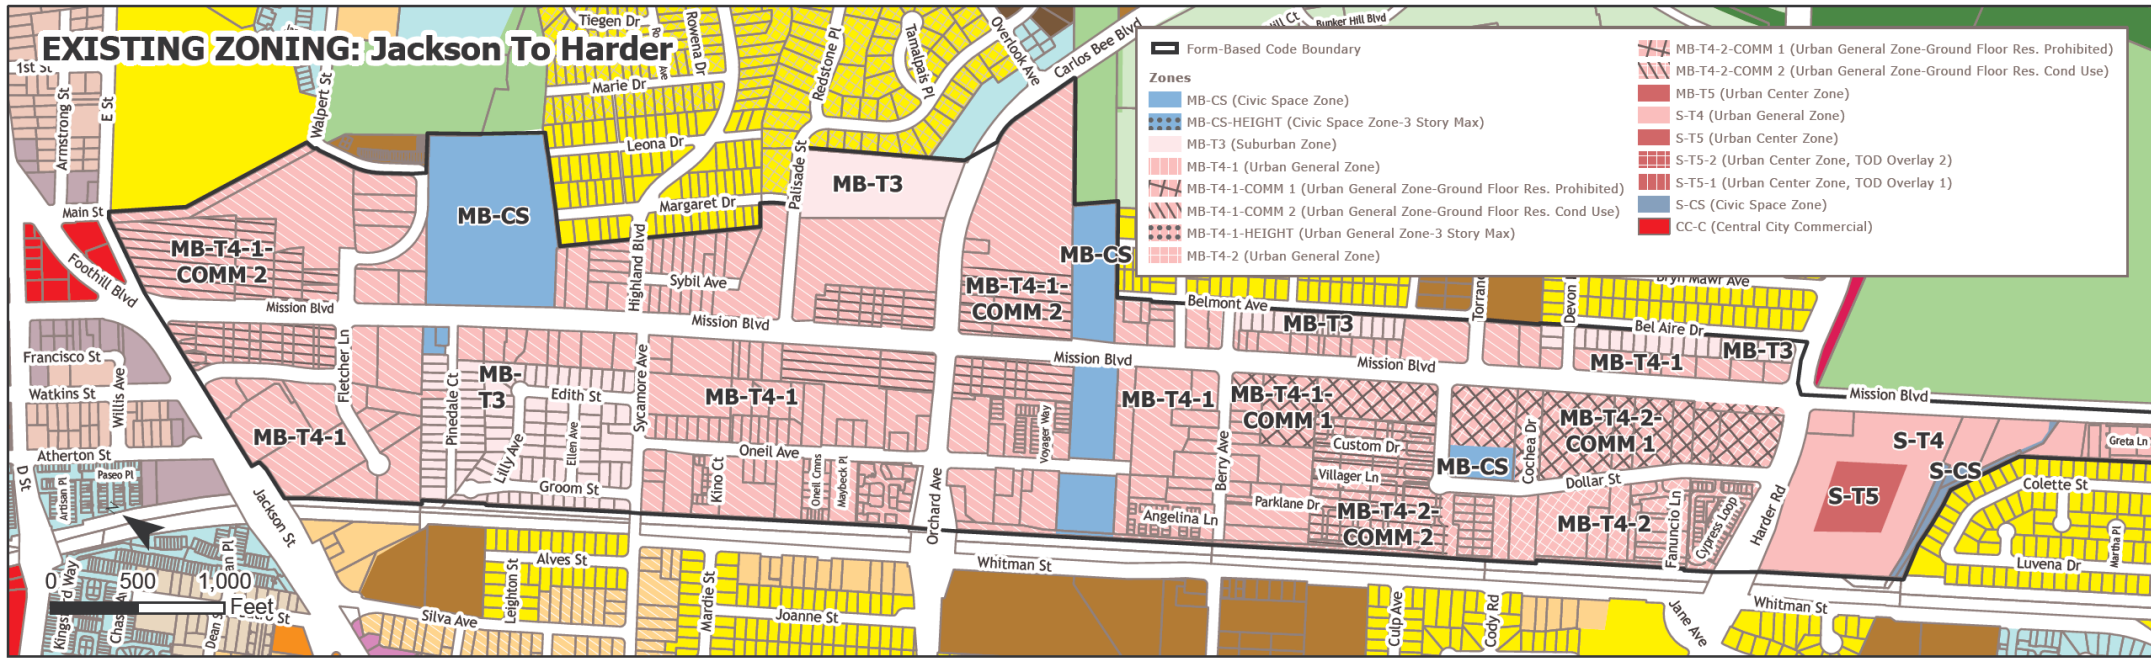 EXISTING ZONING: Jackson To Harder
Form-Based Code Boundary
Zones
MB-CS (Civic Space Zone)
MB-CS-HEIGHT (Civic Space Zone-3 Story Max)
MB-T3 (Suburban Zone)
MB-T4-1 (Urban General Zone)
MB-T4-1-COMM 1 (Urban General Zone-Ground Floor Res. Prohibited)
MB-T4-1-COMM 2 (Urban General Zone-Ground Floor Res. Cond Use)
MB-T4-1-HEIGHT (Urban General Zone-3 Story Max)
MB-T4-2 (Urban General Zone)
MB-T4-2-COMM 1 (Urban General Zone-Ground Floor Res. Prohibited)
MB-T4-2-COMM 2 (Urban General Zone-Ground Floor Res. Cond Use)
MB-T5 (Urban Center Zone)
S-T4 (Urban General Zone)
S-T5 (Urban Center Zone)
S-T5-2 (Urban Center Zone, TOD Overlay 2)
S-T5-1 (Urban Center Zone, TOD Overlay 1)
S-CS (Civic Space Zone)
CC-C (Central City Commercial)
1st St
Armstrong St
E St
Walpert St
Tiegen Dr
Rowena Dr
Marie Dr
Leona Dr
Margaret Dr
Redstone Pl
Tamalpais Pl
Overlook Ave
Carlos Bee Blvd
Bunker Hill Blvd
Palisade St
Highland Blvd
Sybil Ave
Main St
Foothill Blvd
MB-T4-1-
COMM 2
MB-CS
MB-T3
MB-T4-1-
COMM 2
MB-CS
Mission Blvd
Mission Blvd
Mission Blvd
Mission Blvd
Mission Blvd
Belmont Ave
Bryn Mawr Ave
Bel Aire Dr
MB-T3
MB-T4-1
MB-T3
Francisco St
Watkins St
Willis Ave
Atherton St
Paseo Pl
Artisan Pl
D St
Fletcher Ln
MB-T4-1
Pinedale Ct
MB-
T3
Edith St
Lilly Ave
Ellen Ave
Groom St
Sycamore Ave
MB-T4-1
Oneil Ave
Kino Ct
Oneil Cmns
Maybeck Pl
Orchard Ave
Voyager Way
MB-T4-1
Berry Ave
Angelina Ln
MB-T4-1-
COMM 1
Custom Dr
Villager Ln
Parklane Dr
MB-T4-2-
COMM 2
MB-CS
Cochea Dr
MB-T4-2-
COMM 1
Dollar St
MB-T4-2
Fanuncio Ln
Cypress Loop
Harder Rd
S-T4
S-CS
S-T5
Greta Ln
Colette St
Martha Pl
Luvena Dr
Jackson St
Alves St
Leighton St
Silva Ave
Mardie St
Joanne St
Whitman St
Culp Ave
Cody Rd
Jane Ave
Whitman St
0 500 1,000
Feet